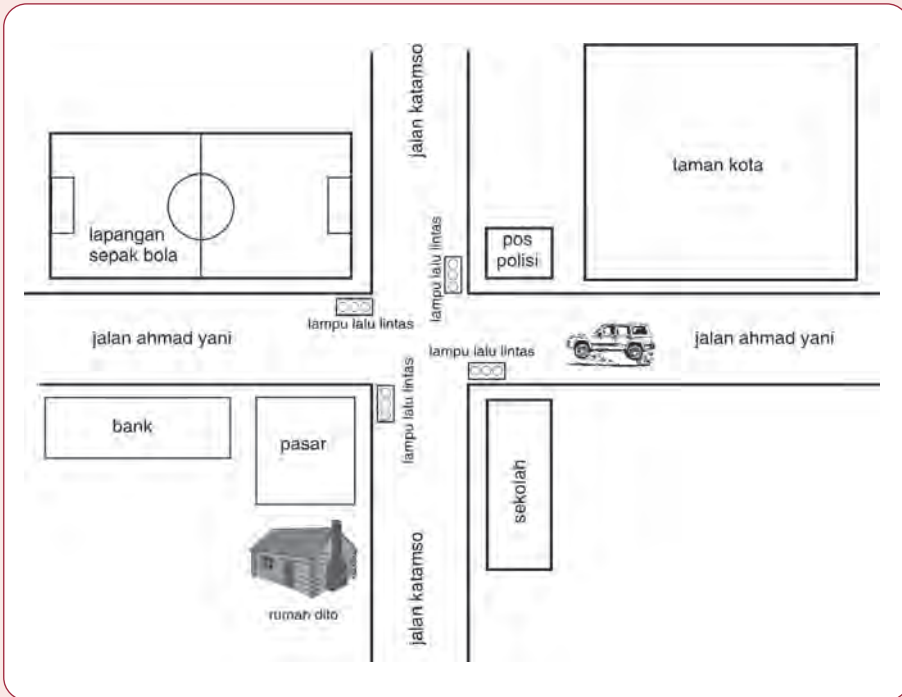 jalan katamso
taman kota
lapangan
sepak bola
lampu lalu lintas
pos
polisi
lampu lalu lintas
jalan ahmad yani
lampu lalu lintas
jalan ahmad yani
lampu lalu lintas
bank
pasar
sekolah
jalan katamso
rumah dito